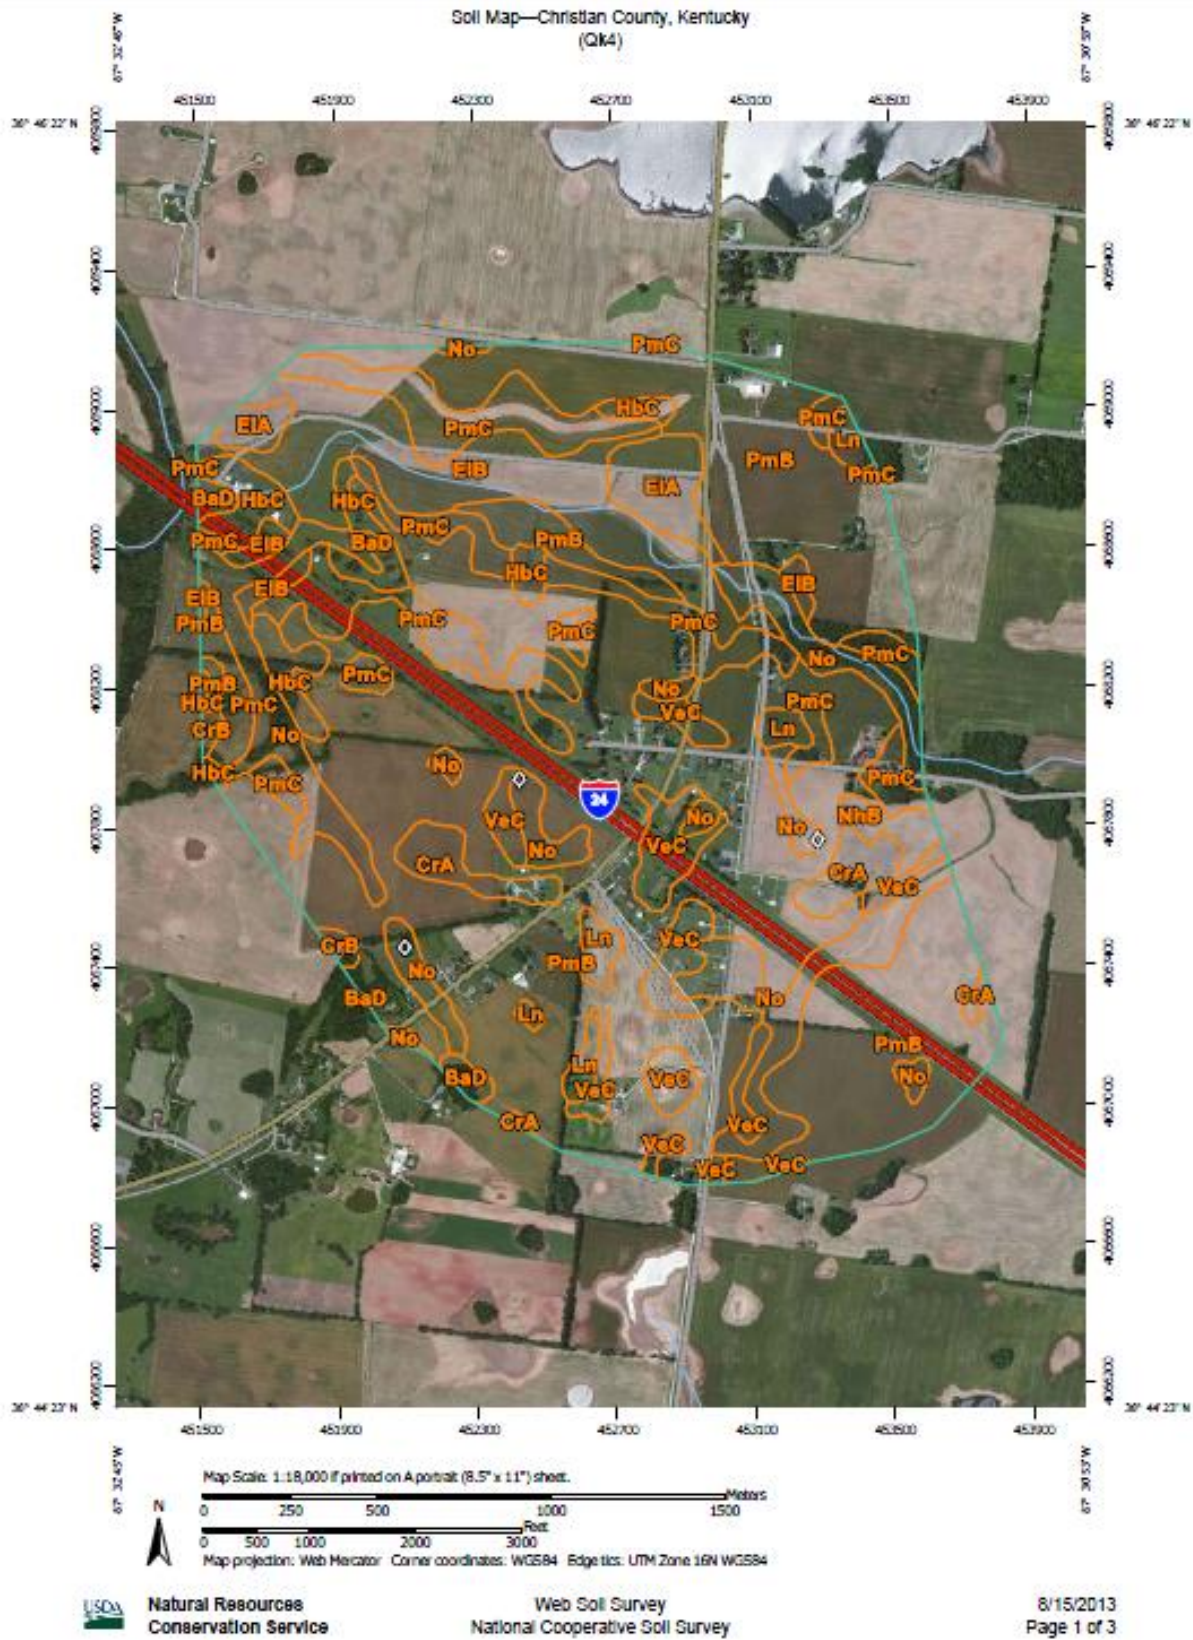 Soil Map—Christian County, Kentucky
(Qk4)
451500 451900 452300 452700 453100 453500 453900
36° 46' 22" N
36° 46' 22" N
No PmC
HbC
PmC
EIA PmC Ln
EIB PmB PmC
PmC EIA
BaD HbC HbC PmC
PmC EIB BaD PmB
HbC EIB
EIB EIB
PmB PmC PmC PmC
No PmC
PmB HbC PmC No
HbC PmC VeC PmC
CrB No Ln
HbC PmC No PmC
24
VeC No No NhB
No VeC
CrA CrA VeC
CrB Ln VeC
No PmB
BaD No CrA
Ln
No PmB
BaD Ln VeC No
VeC
CrA VeC
VeC VeC VeC
36° 44' 23" N
36° 44' 23" N
451500 451900 452300 452700 453100 453500 453900
Map Scale: 1:18,000 if printed on A portrait (8.5" x 11") sheet.
N
Meters
0 250 500 1000 1500
Feet
0 500 1000 2000 3000
Map projection: Web Mercator Corner coordinates: WGS84 Edge tics: UTM Zone 16N WGS84
USDA
Natural Resources
Conservation Service
Web Soil Survey
National Cooperative Soil Survey
8/15/2013
Page 1 of 3